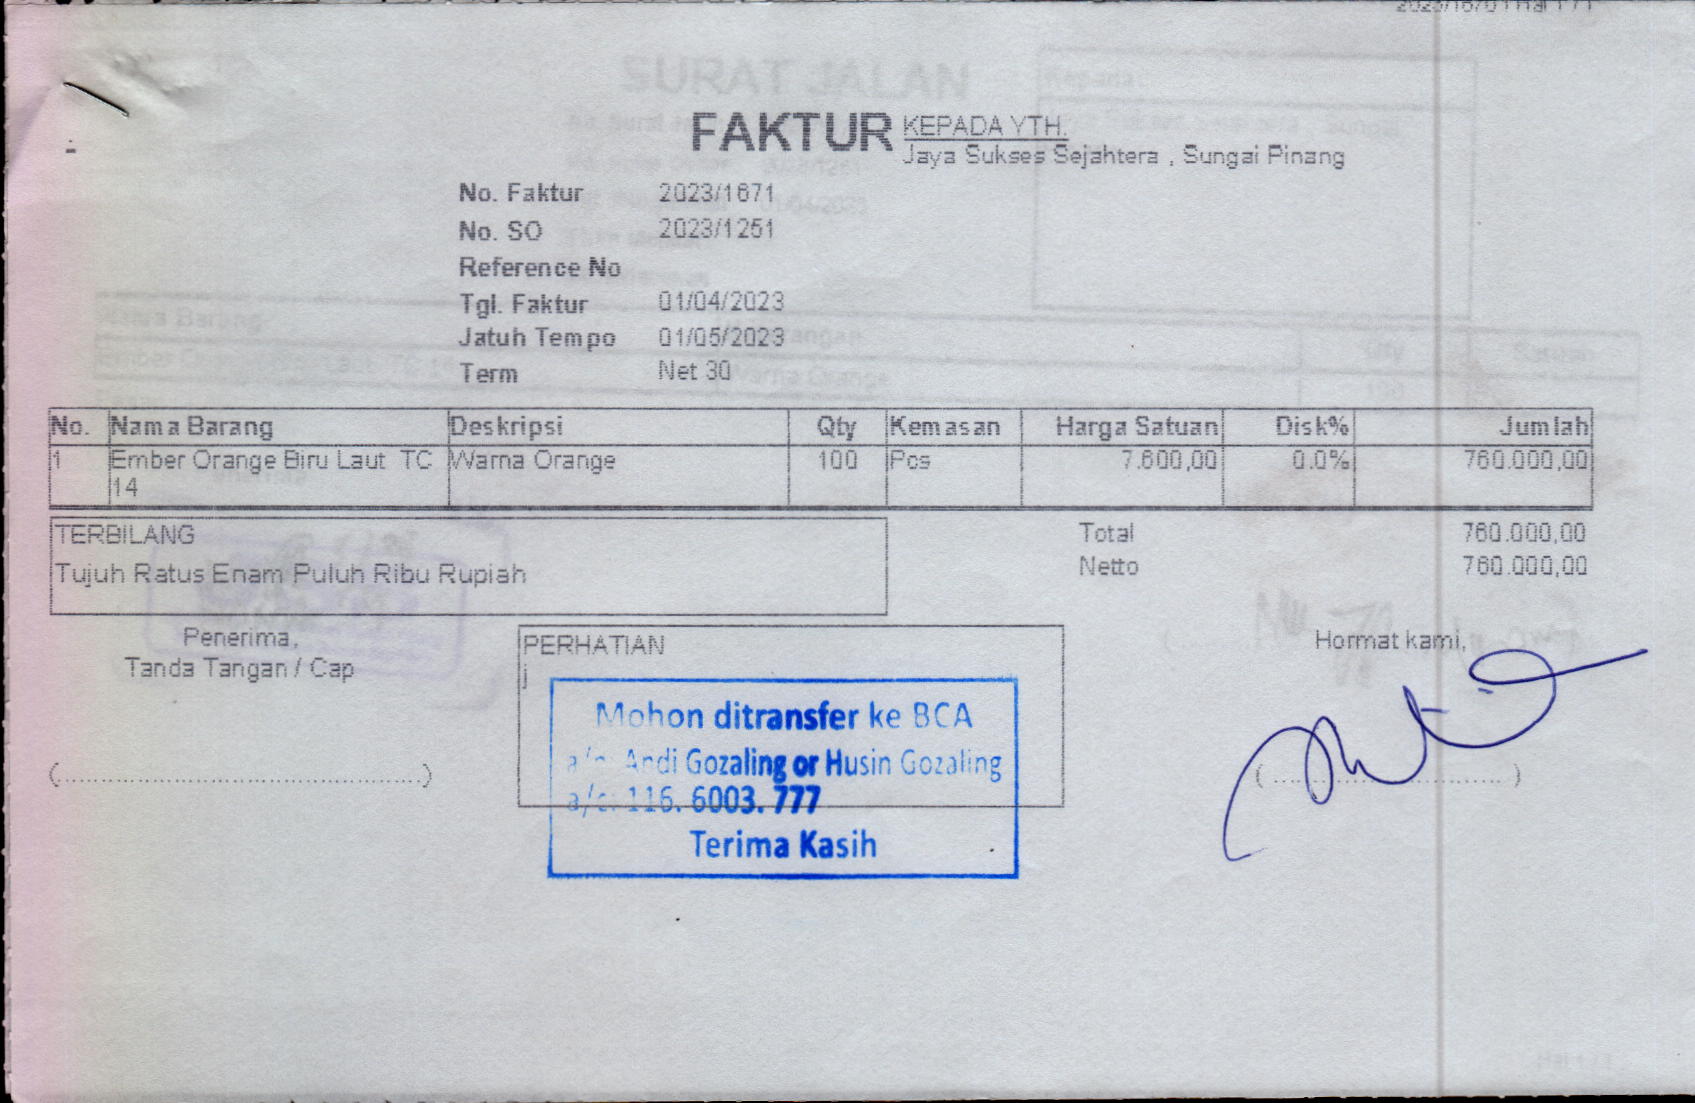 SURAT JALAN
FAKTUR
KEPADA YTH.
Jaya Sukses Sejahtera , Sungai Pinang
No. Faktur 2023/1671
No. SO 2023/1251
Reference No
Tgl. Faktur 01/04/2023
Jatuh Tempo 01/05/2023
Term Net 30
No. Nama Barang Deskripsi Qty Kemasan Harga Satuan Disk% Jumlah
1 Ember Orange Biru Laut TC Warna Orange 100 Pcs 7.600,00 0.0% 760.000,00
14
TERBILANG
Tujuh Ratus Enam Puluh Ribu Rupiah
Total 760.000,00
Netto 760.000,00
Penerima,
Tanda Tangan / Cap
(..........................................)
PERHATIAN
j
Mohon ditransfer ke BCA
a/n Andi Gozaling or Husin Gozaling
a/c. 116. 6003. 777
Terima Kasih
Hormat kami,
(..............................)